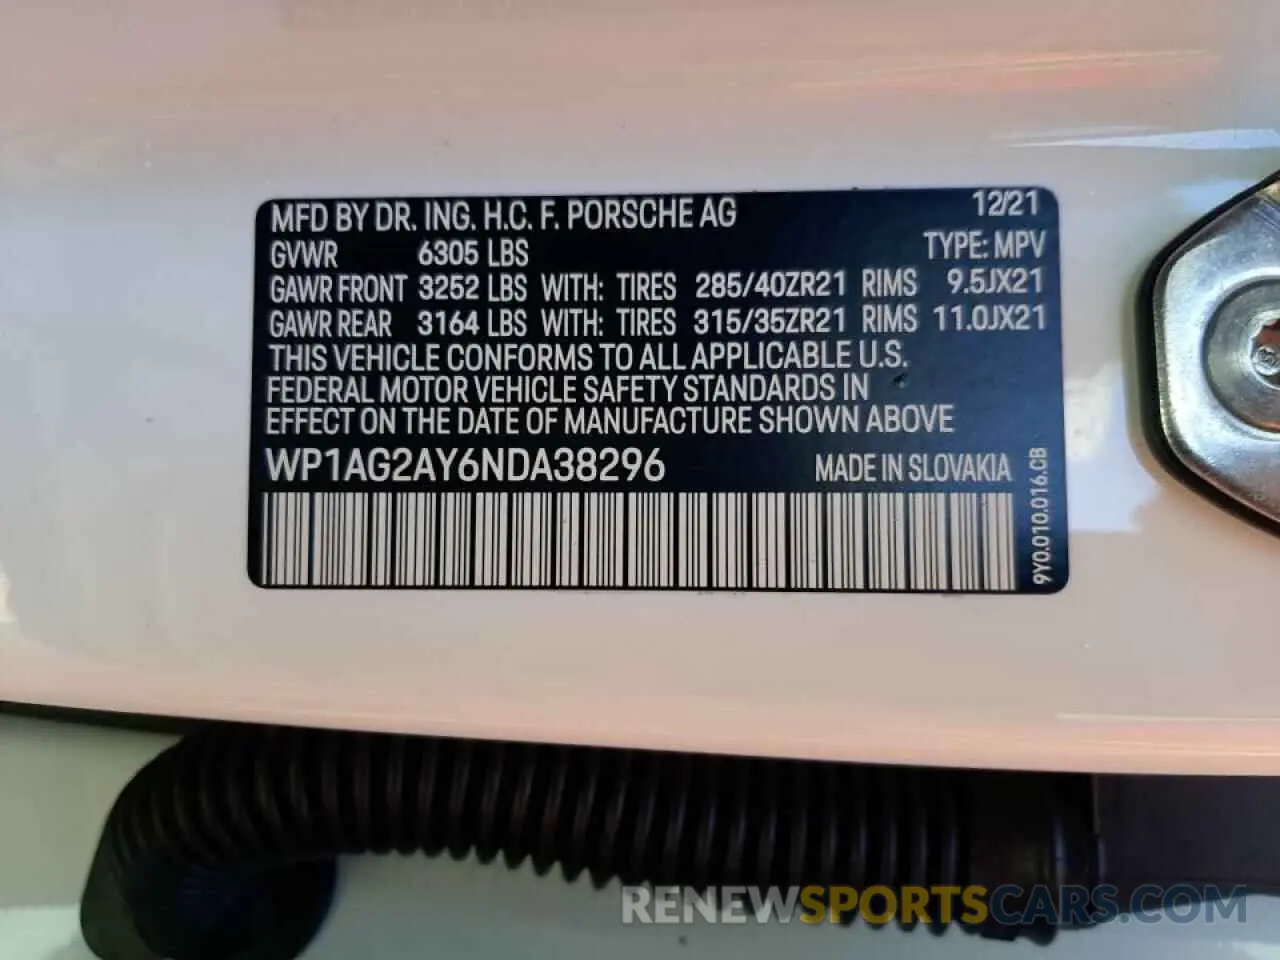 MFD BY DR. ING. H.C. F. PORSCHE AG 12/21
GVWR 6305 LBS TYPE: MPV
GAWR FRONT 3252 LBS WITH: TIRES 285/40ZR21 RIMS 9.5JX21
GAWR REAR 3164 LBS WITH: TIRES 315/35ZR21 RIMS 11.0JX21
THIS VEHICLE CONFORMS TO ALL APPLICABLE U.S.
FEDERAL MOTOR VEHICLE SAFETY STANDARDS IN
EFFECT ON THE DATE OF MANUFACTURE SHOWN ABOVE
WP1AG2AY6NDA38296 MADE IN SLOVAKIA
9Y0.010.016.CB
RENEWSPORTSCARS.COM